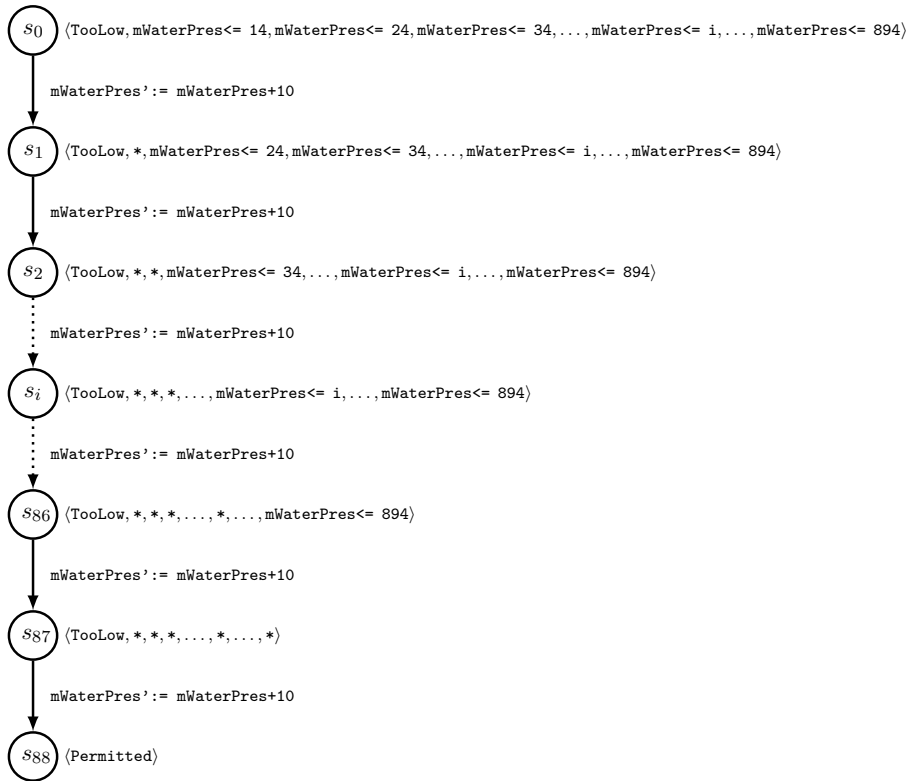 s₀ ⟨TooLow, mWaterPres<= 14, mWaterPres<= 24, mWaterPres<= 34, ..., mWaterPres<= i, ..., mWaterPres<= 894⟩
mWaterPres':= mWaterPres+10
s₁ ⟨TooLow, *, mWaterPres<= 24, mWaterPres<= 34, ..., mWaterPres<= i, ..., mWaterPres<= 894⟩
mWaterPres':= mWaterPres+10
s₂ ⟨TooLow, *, *, mWaterPres<= 34, ..., mWaterPres<= i, ..., mWaterPres<= 894⟩
mWaterPres':= mWaterPres+10
sᵢ ⟨TooLow, *, *, *, ..., mWaterPres<= i, ..., mWaterPres<= 894⟩
mWaterPres':= mWaterPres+10
s₈₆ ⟨TooLow, *, *, *, ..., *, ..., mWaterPres<= 894⟩
mWaterPres':= mWaterPres+10
s₈₇ ⟨TooLow, *, *, *, ..., *, ..., *⟩
mWaterPres':= mWaterPres+10
s₈₈ ⟨Permitted⟩